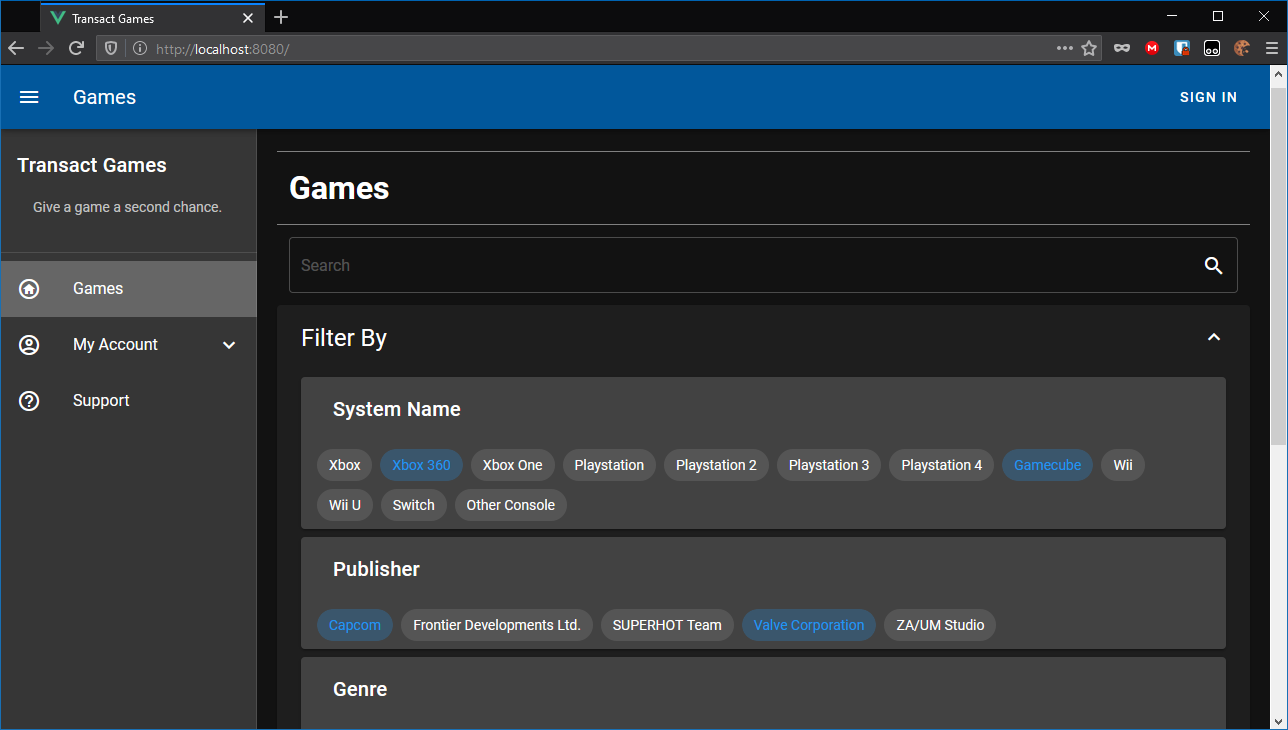 Transact Games
http://localhost:8080/
Games
SIGN IN
Transact Games
Give a game a second chance.
Games
My Account
Support
Games
Search
Filter By
System Name
Xbox Xbox 360 Xbox One Playstation Playstation 2 Playstation 3 Playstation 4 Gamecube Wii
Wii U Switch Other Console
Publisher
Capcom Frontier Developments Ltd. SUPERHOT Team Valve Corporation ZA/UM Studio
Genre